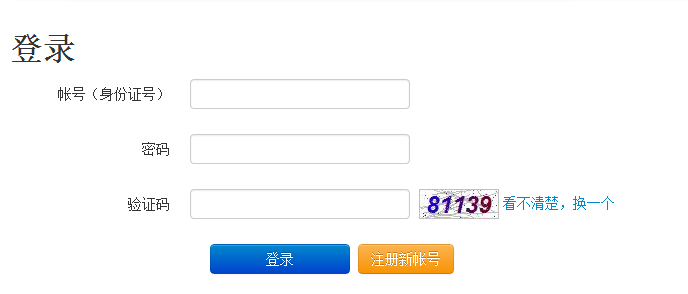 登录
帐号（身份证号）
密码
验证码 81139 看不清楚，换一个
登录 注册新帐号